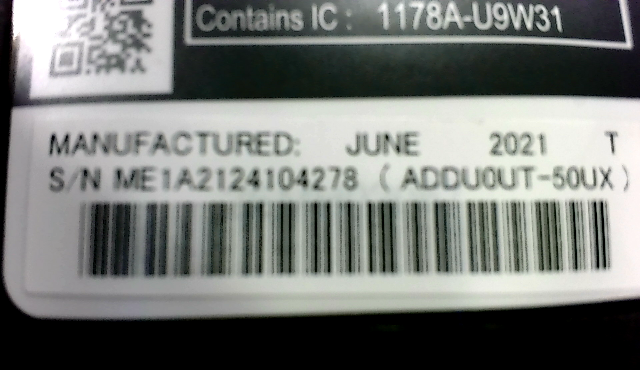 Contains IC : 1178A-U9W31
MANUFACTURED: JUNE 2021 T
S/N ME1A2124104278 ( ADDU0UT-50UX )